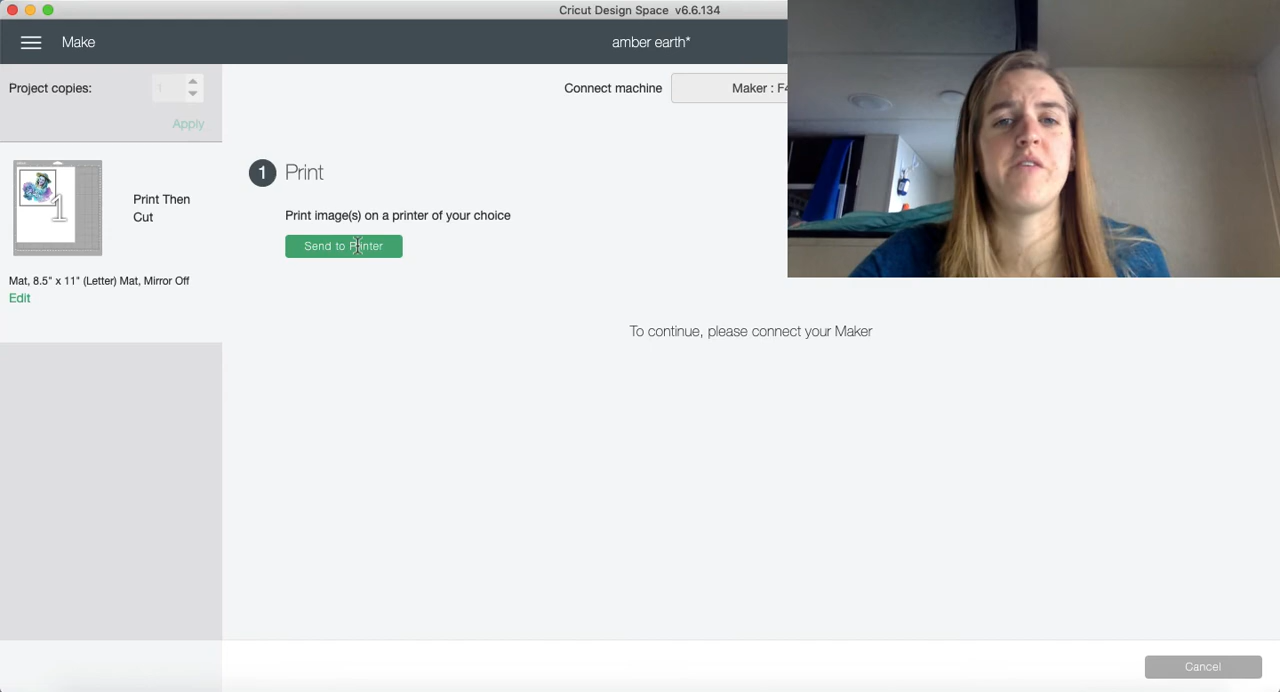 Cricut Design Space v6.6.134
Make
amber earth*
Project copies:
1
Apply
Connect machine
Maker : F4
1
Print
Print Then
Cut
1
Print image(s) on a printer of your choice
Send to Printer
Mat, 8.5" x 11" (Letter) Mat, Mirror Off
Edit
To continue, please connect your Maker
Cancel